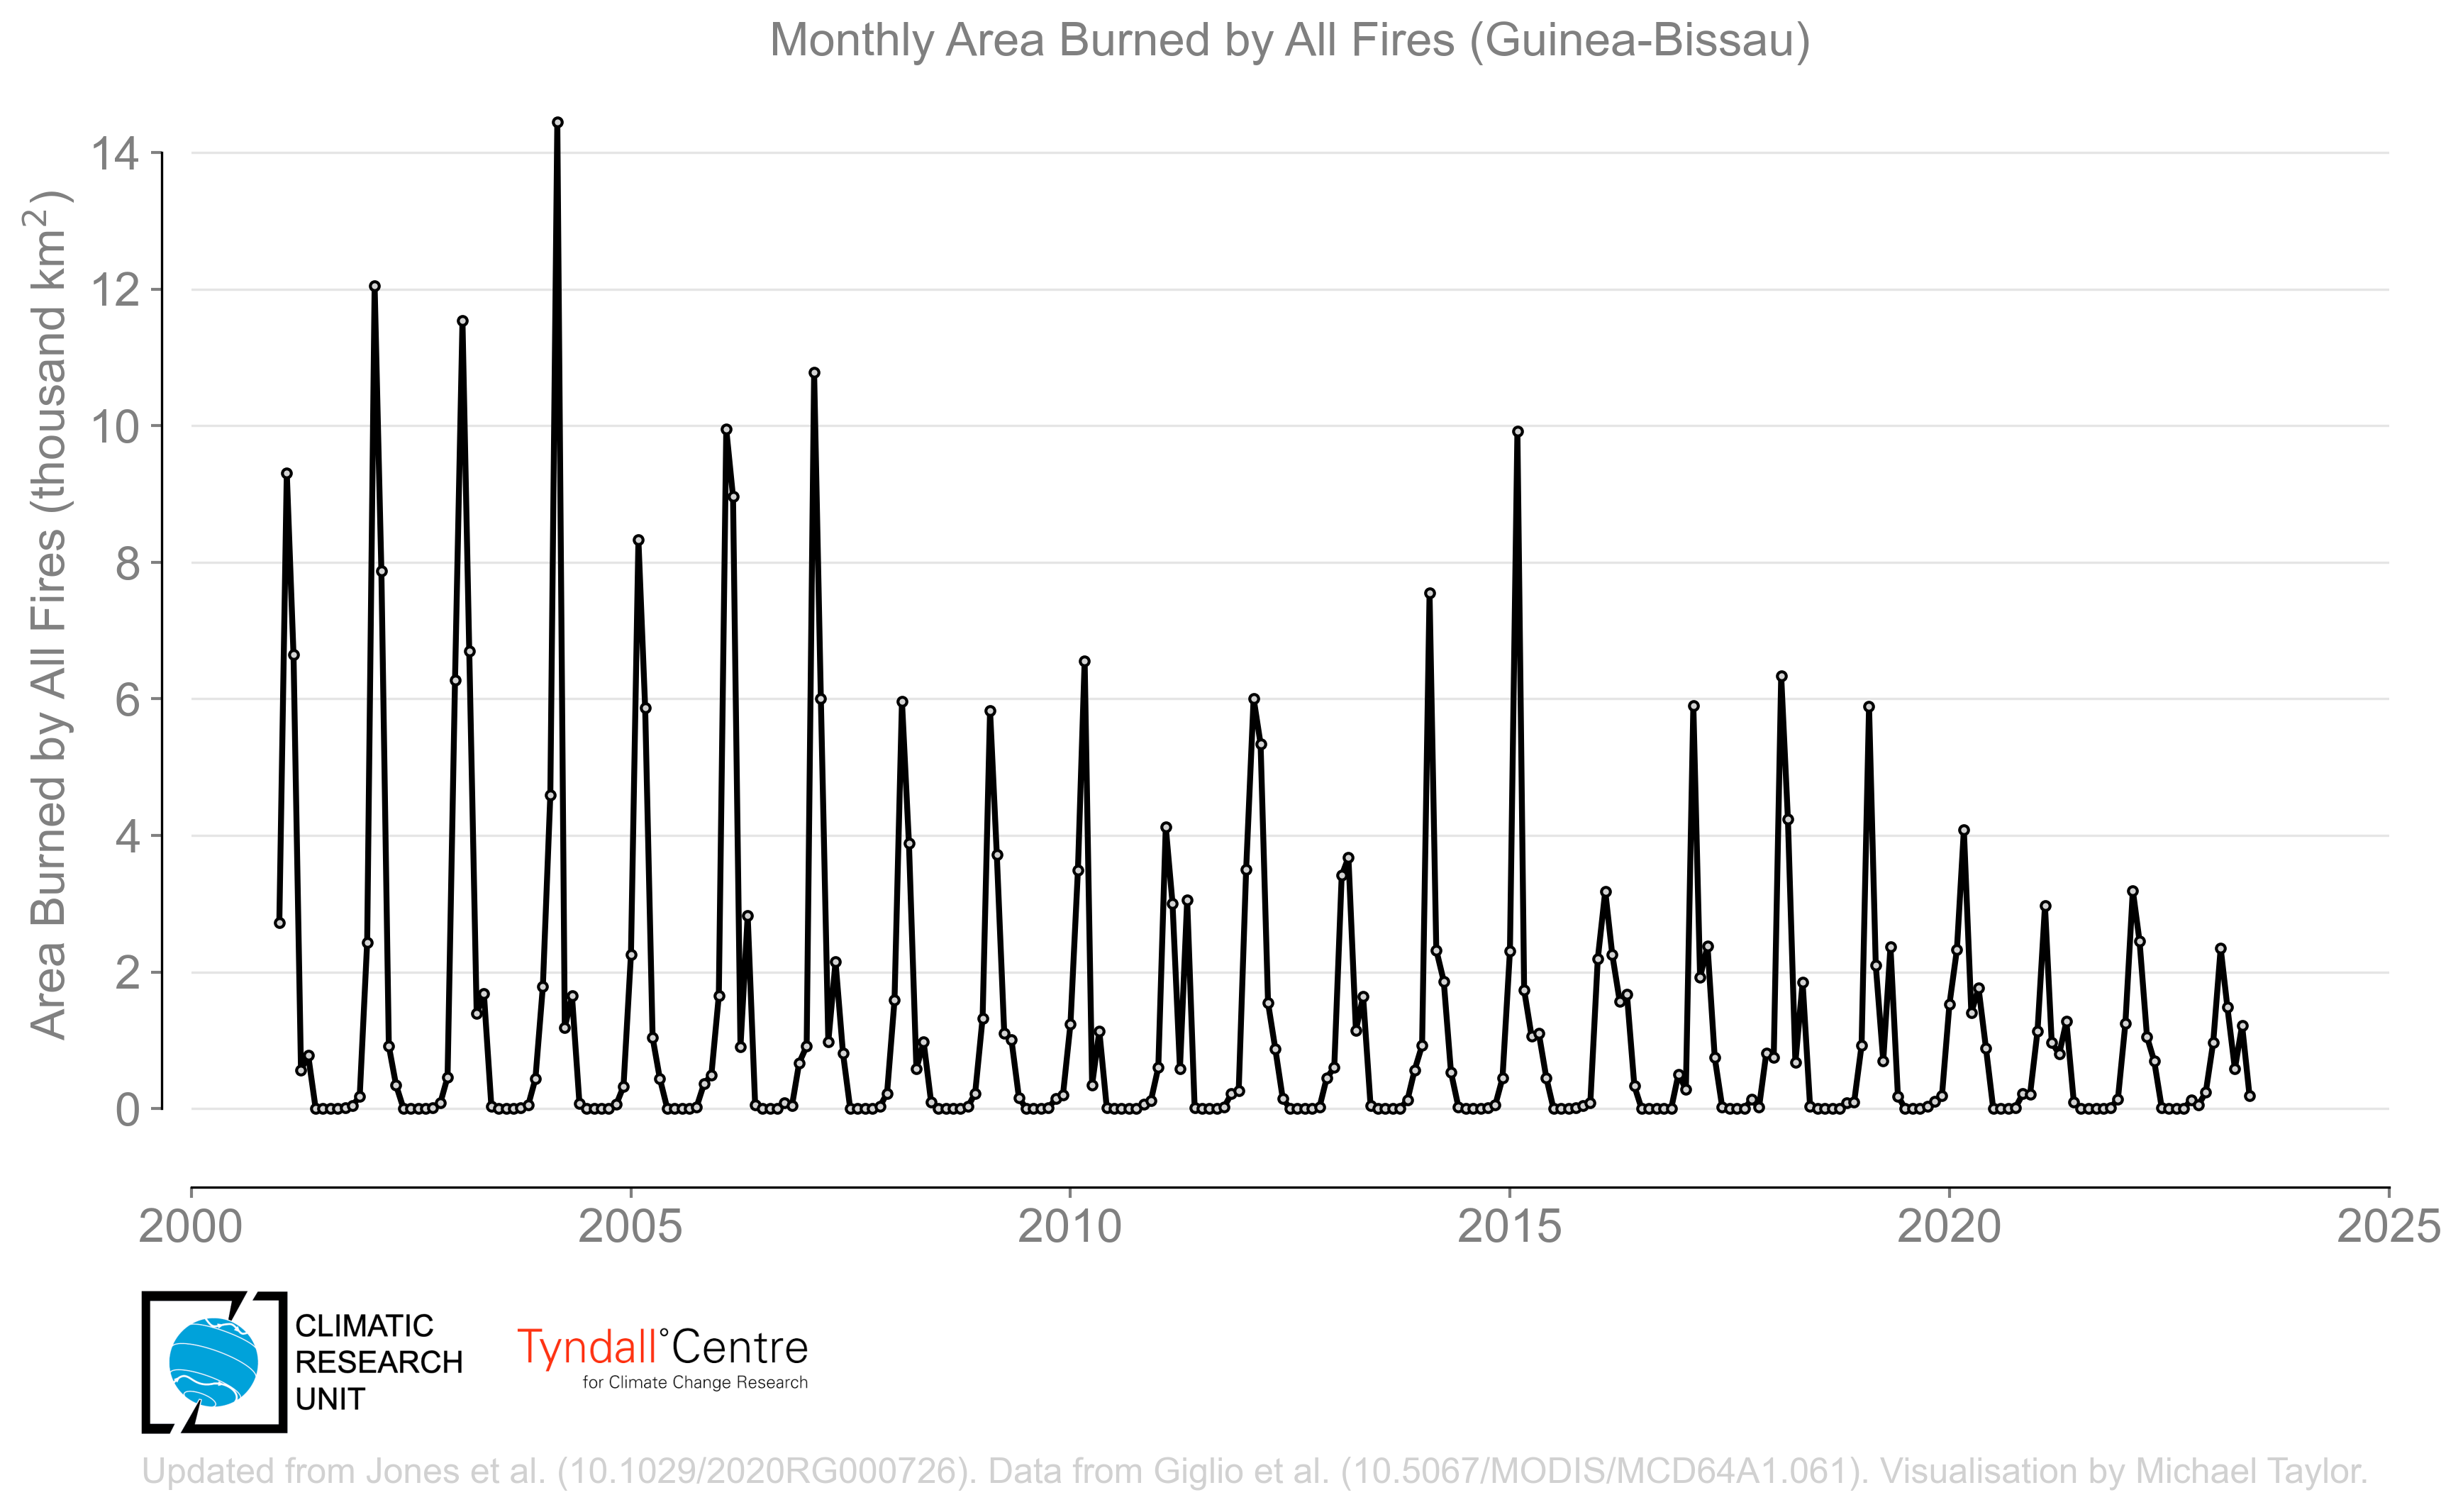 Monthly Area Burned by All Fires (Guinea-Bissau)
Area Burned by All Fires (thousand km²)
14
12
10
8
6
4
2
0
2000
2005
2010
2015
2020
2025
CLIMATIC
RESEARCH
UNIT
Tyndall°Centre
for Climate Change Research
Updated from Jones et al. (10.1029/2020RG000726). Data from Giglio et al. (10.5067/MODIS/MCD64A1.061). Visualisation by Michael Taylor.